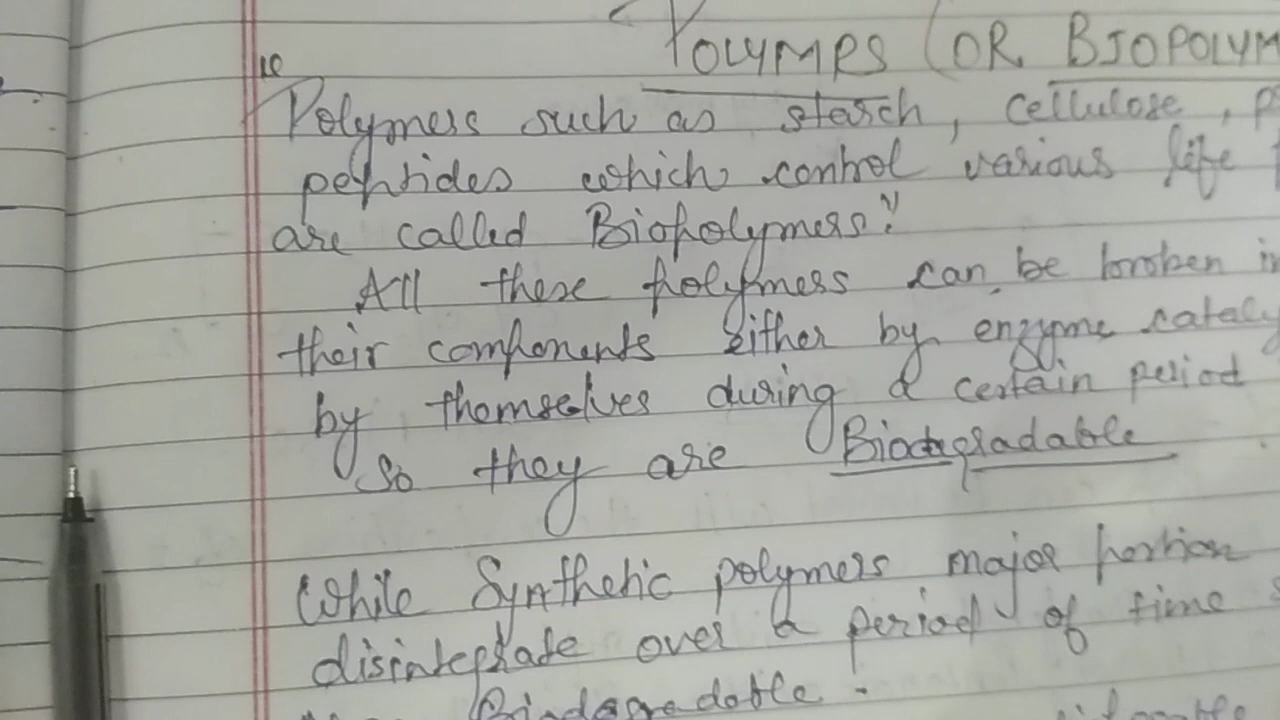 POLYMRS (OR BIOPOLYM
Polymers such as starch, cellulose,
peptides which control various life
are called Biopolymers"
All these polymers can be broken in
their components either by enzyme cataly
by themselves during a certain period
So they are Biodegradable
While Synthetic polymers major portion
disintegrate over a period of time
Biodegradable.